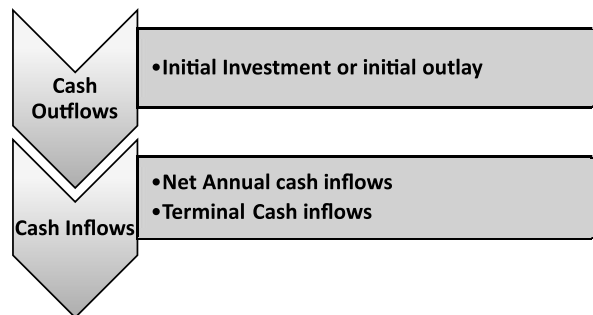 Cash
Outflows
•Initial Investment or initial outlay
Cash Inflows
•Net Annual cash inflows
•Terminal Cash inflows